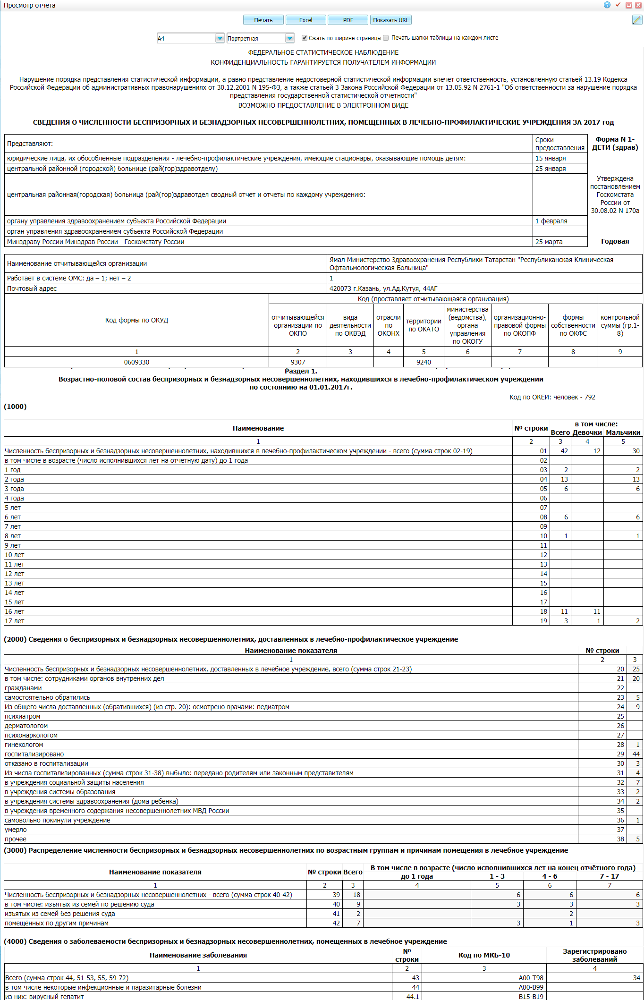 Просмотр отчета
Печать Excel PDF Показать URL
A4 Портретная Сжать по ширине страницы Печать шапки таблицы на каждом листе
ФЕДЕРАЛЬНОЕ СТАТИСТИЧЕСКОЕ НАБЛЮДЕНИЕ
КОНФИДЕНЦИАЛЬНОСТЬ ГАРАНТИРУЕТСЯ ПОЛУЧАТЕЛЕМ ИНФОРМАЦИИ
Нарушение порядка представления статистической информации, а равно представление недостоверной статистической информации влечет ответственность, установленную статьей 13.19 Кодекса
Российской Федерации об административных правонарушениях от 30.12.2001 N 195-ФЗ, а также статьей 3 Закона Российской Федерации от 13.05.92 N 2761-1 "Об ответственности за нарушение порядка
представления государственной статистической отчетности"
ВОЗМОЖНО ПРЕДОСТАВЛЕНИЕ В ЭЛЕКТРОННОМ ВИДЕ
СВЕДЕНИЯ О ЧИСЛЕННОСТИ БЕСПРИЗОРНЫХ И БЕЗНАДЗОРНЫХ НЕСОВЕРШЕННОЛЕТНИХ, ПОМЕЩЕННЫХ В ЛЕЧЕБНО-ПРОФИЛАКТИЧЕСКИЕ УЧРЕЖДЕНИЯ ЗА 2017 год
Представляют:
Сроки
предоставления
Форма N 1-
ДЕТИ (здрав)
юридические лица, их обособленные подразделения - лечебно-профилактические учреждения, имеющие стационары, оказывающие помощь детям: 15 января
центральной районной (городской) больнице (рай(гор)здравотделу) 25 января
центральная районная(городская) больница (рай(гор)здравотдел сводный отчет и отчеты по каждому учреждению:
Утверждена
постановлением
Госкомстата
России от
30.08.02 N 170а
органу управления здравоохранением субъекта Российской Федерации 1 февраля
орган управления здравоохранением субъекта Российской Федерации
Минздраву России Минздрав России - Госкомстату России 25 марта Годовая
Наименование отчитывающейся организации
Ямал Министерство Здравоохранения Республики Татарстан "Республиканская Клиническая
Офтальмологическая Больница"
Работает в системе ОМС: да – 1; нет – 2 1
Почтовый адрес 420073 г.Казань, ул.Ад.Кутуя, 44АГ
Код (проставляет отчитывающаяся организация)
Код формы по ОКУД
отчитывающейся
организации по
ОКПО
вида
деятельности
по ОКВЭД
отрасли
по
ОКОНХ
территории
по ОКАТО
министерства
(ведомства),
органа
управления
по ОКОГУ
организационно-
правовой формы
по ОКОПФ
формы
собственности
по ОКФС
контрольной
суммы (гр.1-
8)
1 2 3 4 5 6 7 8 9
0609330 9307 9240
Раздел 1.
Возрастно-половой состав беспризорных и безнадзорных несовершеннолетних, находившихся в лечебно-профилактическом учреждении
по состоянию на 01.01.2017г.
Код по ОКЕИ: человек - 792
(1000)
Наименование № строки в том числе:
Всего Девочки Мальчики
1 2 3 4 5
Численность беспризорных и безнадзорных несовершеннолетних, находившихся в лечебно-профилактическом учреждении - всего (сумма строк 02-19) 01 42 12 30
в том числе в возрасте (число исполнившихся лет на отчетную дату) до 1 года 02
1 год 03 2 2
2 года 04 13 13
3 года 05 6 6
4 года 06
5 лет 07
6 лет 08 6 6
7 лет 09
8 лет 10 1 1
9 лет 11
10 лет 12
11 лет 13
12 лет 14
13 лет 15
14 лет 16
15 лет 17
16 лет 18 11 11
17 лет 19 3 1 2
(2000) Сведения о беспризорных и безнадзорных несовершеннолетних, доставленных в лечебно-профилактическое учреждение
Наименование показателя № строки
1 2 3
Численность беспризорных и безнадзорных несовершеннолетних, доставленных в лечебное учреждение, всего (сумма строк 21-23) 20 25
в том числе: сотрудниками органов внутренних дел 21 20
гражданами 22
самостоятельно обратились 23 5
Из общего числа доставленных (обратившихся) (из стр. 20): осмотрено врачами: педиатром 24 9
психиатром 25
дерматологом 26
психонаркологом 27
гинекологом 28 1
госпитализировано 29 44
отказано в госпитализации 30 3
Из числа госпитализированных (сумма строк 31-38) выбыло: передано родителям или законным представителям 31 4
в учреждения социальной защиты населения 32 7
в учреждения системы образования 33 2
в учреждения системы здравоохранения (дома ребенка) 34 2
в учреждения временного содержания несовершеннолетних МВД России 35
самовольно покинули учреждение 36 1
умерло 37
прочее 38 5
(3000) Распределение численности беспризорных и безнадзорных несовершеннолетних по возрастным группам и причинам помещения в лечебное учреждение
Наименование показателя № строки Всего В том числе в возрасте (число исполнившихся лет на конец отчётного года)
до 1 года 1 - 3 4 - 6 7 - 17
1 2 3 4 5 6 7
Численность беспризорных и безнадзорных несовершеннолетних - всего (сумма строк 40-42) 39 18 6 6 6
в том числе: изъятых из семей по решению суда 40 9 3 3 3
изъятых из семей без решения суда 41 2 2
помещённых по другим причинам 42 7 3 1 3
(4000) Сведения о заболеваемости беспризорных и безнадзорных несовершеннолетних, помещенных в лечебное учреждение
Наименование заболевания
№
строки
Код по МКБ-10
Зарегистрировано
заболеваний
1 2 3 4
Всего (сумма строк 44, 51-53, 55, 59-72) 43 A00-T98 34
в том числе некоторые инфекционные и паразитарные болезни 44 A00-B99
из них: вирусный гепатит 44.1 B15-B19